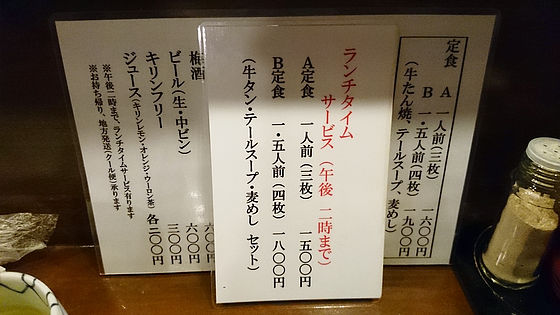 定食 A 一人前(三枚) 一六〇〇円
B 一・五人前(四枚) 一九〇〇円
(牛たん焼、テールスープ、麦めし)
ランチタイム
サービス(午後 二時まで)
A定食 一人前(三枚) 一五〇〇円
B定食 一・五人前(四枚) 一八〇〇円
(牛タン・テールスープ・麦めし セット)
梅酒 六〇〇円
ビール(生・中ビン) 六〇〇円
キリンフリー 三〇〇円
ジュース(キリンレモン・オレンジ・ウーロン茶) 各二〇〇円
※午後二時まで、ランチタイムサービス有ります
※お持ち帰り、地方発送(クール便)承ります